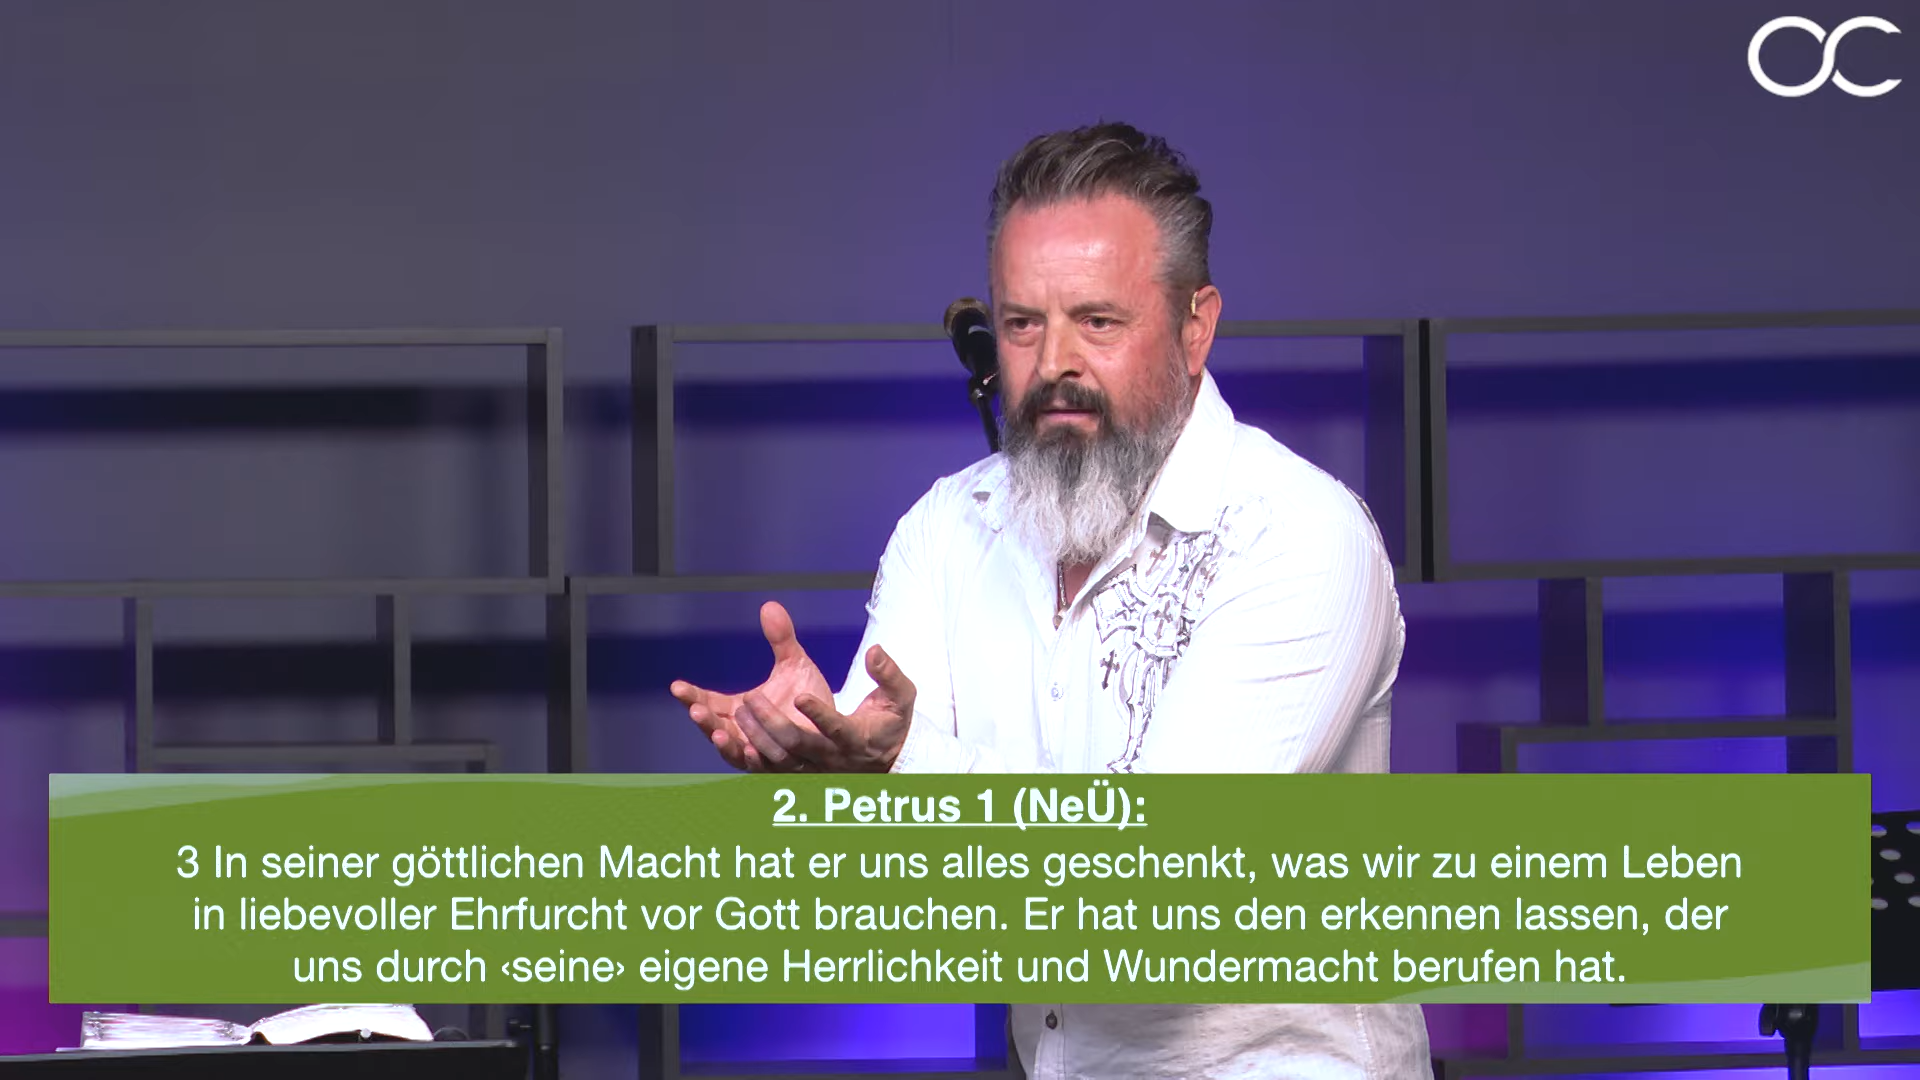 OC
2. Petrus 1 (NeÜ):
3 In seiner göttlichen Macht hat er uns alles geschenkt, was wir zu einem Leben
in liebevoller Ehrfurcht vor Gott brauchen. Er hat uns den erkennen lassen, der
uns durch ‹seine› eigene Herrlichkeit und Wundermacht berufen hat.